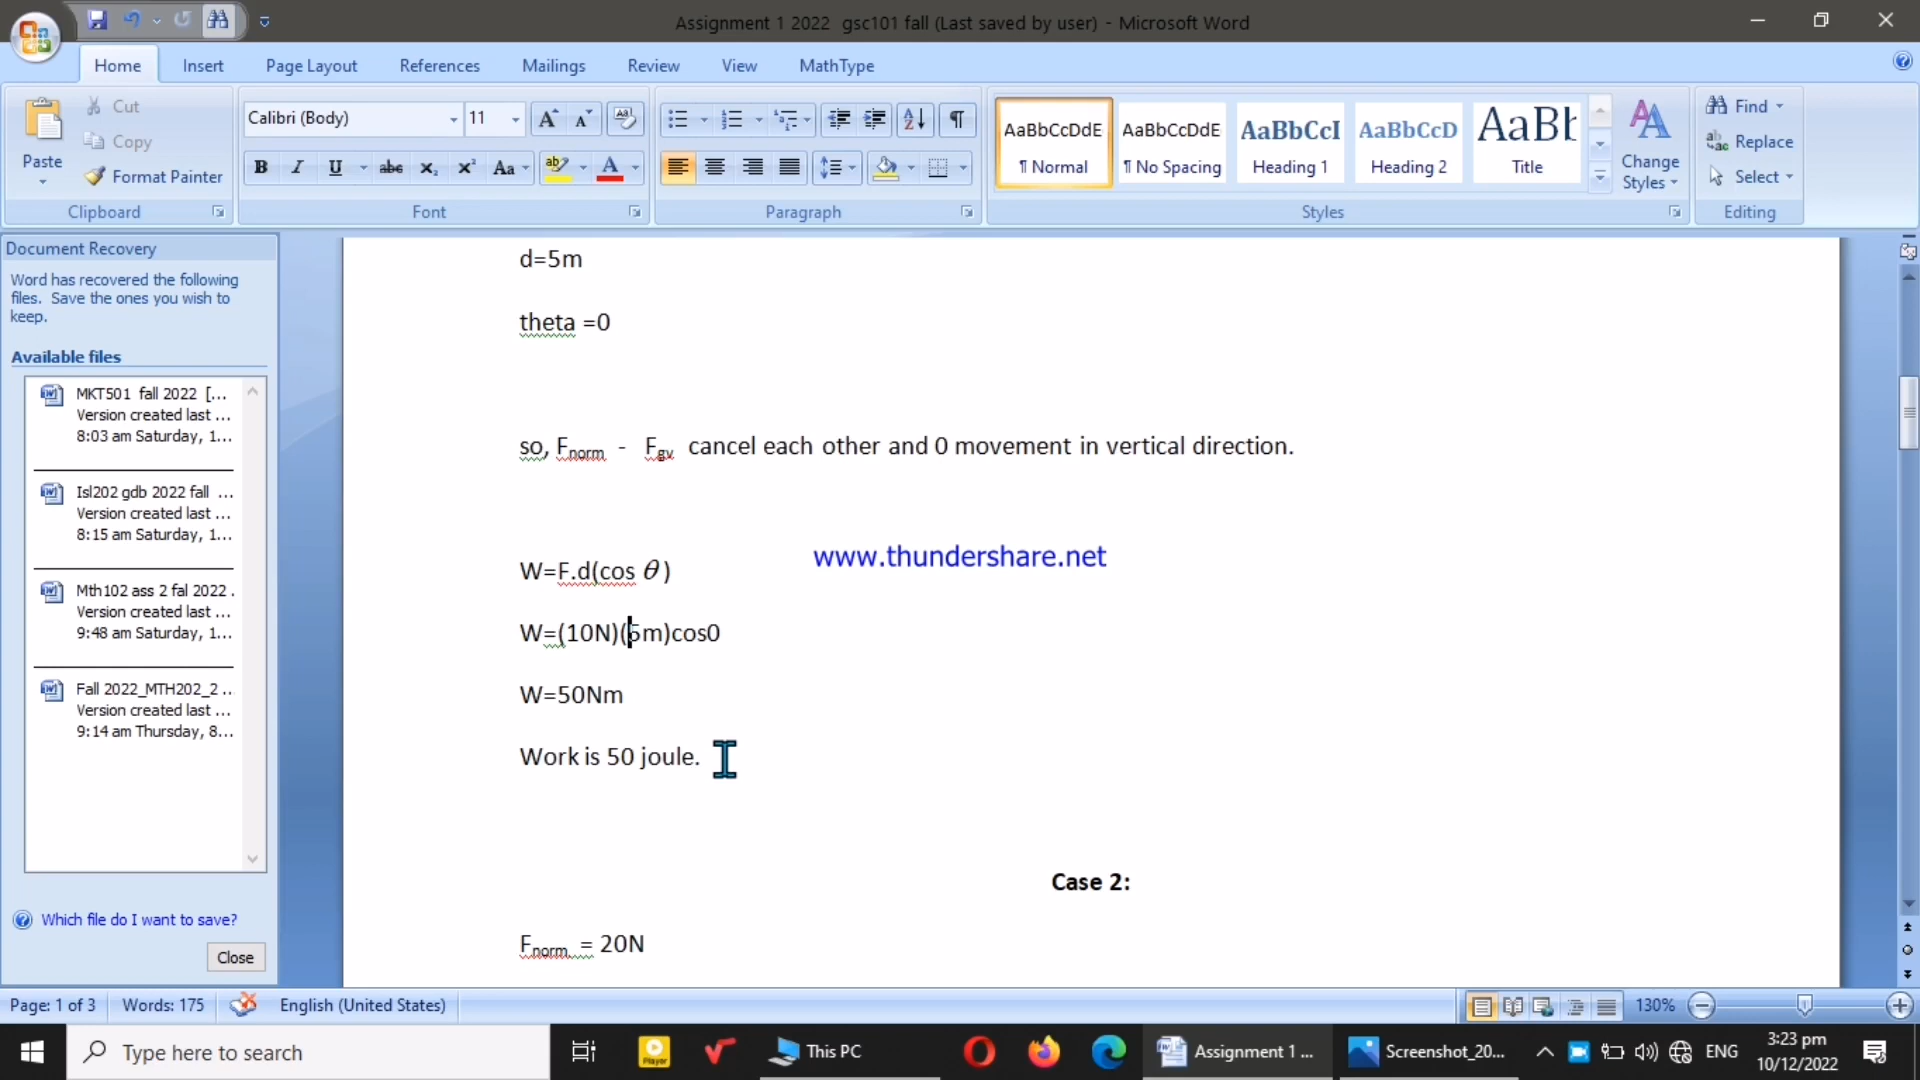 Assignment 1 2022 gsc101 fall (Last saved by user) - Microsoft Word
Home Insert Page Layout References Mailings Review View MathType
Paste
Cut
Copy
Format Painter
Clipboard
Calibri (Body) 11
Font
Paragraph
AaBbCcDdE AaBbCcDdE AaBbCcI AaBbCcD AaBb
¶ Normal ¶ No Spacing Heading 1 Heading 2 Title
Change
Styles
Styles
Find
Replace
Select
Editing
Document Recovery
Word has recovered the following
files. Save the ones you wish to
keep.
Available files
MKT501 fall 2022 [...
Version created last ...
8:03 am Saturday, 1...
Isl202 gdb 2022 fall ...
Version created last ...
8:15 am Saturday, 1...
Mth102 ass 2 fal 2022 .
Version created last ...
9:48 am Saturday, 1...
Fall 2022_MTH202_2 ..
Version created last ...
9:14 am Thursday, 8...
Which file do I want to save?
Close
d=5m
theta =0
so, Fnorm - Fgv cancel each other and 0 movement in vertical direction.
www.thundershare.net
W=F.d(cos θ )
W=(10N)(5m)cos0
W=50Nm
Work is 50 joule.
Case 2:
Fnorm. = 20N
Page: 1 of 3 Words: 175 English (United States) 130%
Type here to search
Player
This PC
Assignment 1 ...
Screenshot_20...
ENG
3:23 pm
10/12/2022